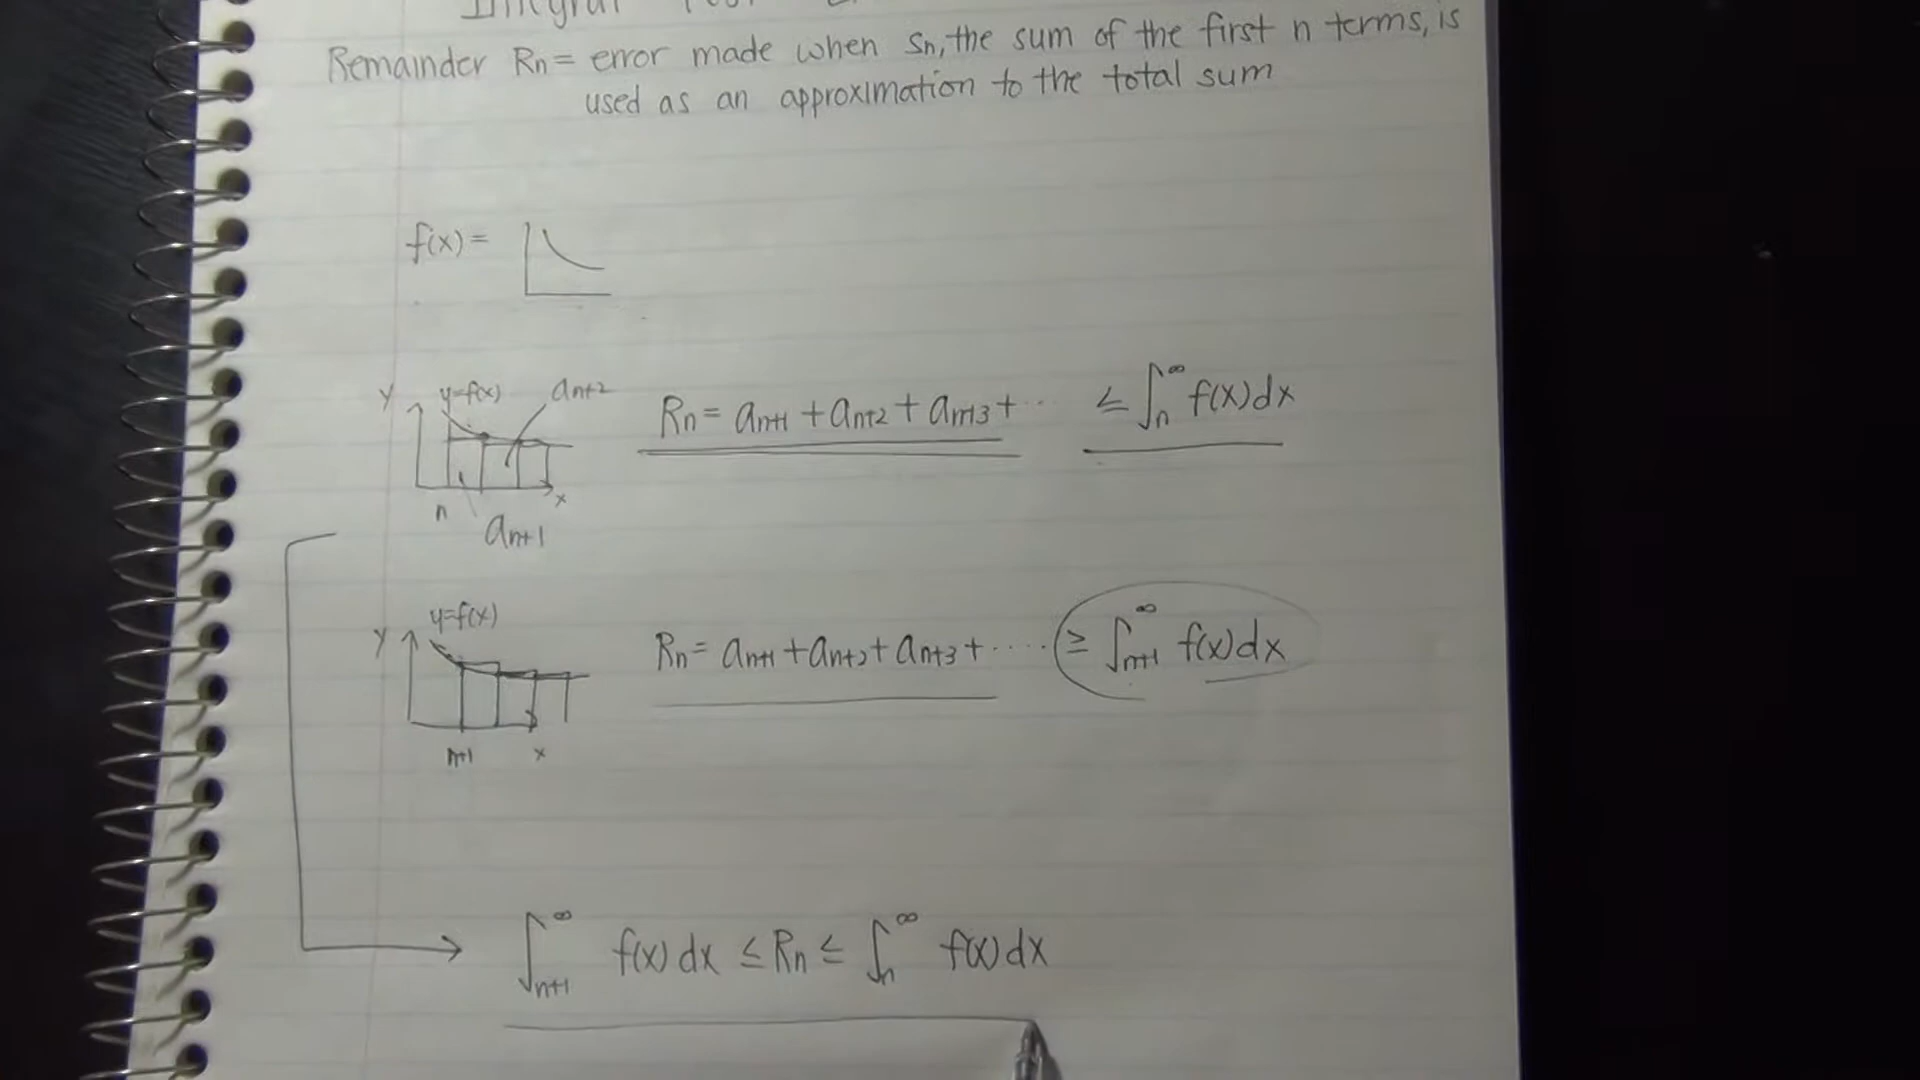 Integral Test
Remainder Rn = error made when Sn, the sum of the first n terms, is
used as an approximation to the total sum
f(x) =
y
y=f(x)
an+2
Rn = an+1 + an+2 + an+3 + ...
≤ ∫n^∞ f(x)dx
n
x
an+1
y=f(x)
y
Rn = an+1 + an+2 + an+3 + ..... ≥ ∫n+1^∞ f(x)dx
n+1
x
∫n+1^∞ f(x)dx ≤ Rn ≤ ∫n^∞ f(x)dx